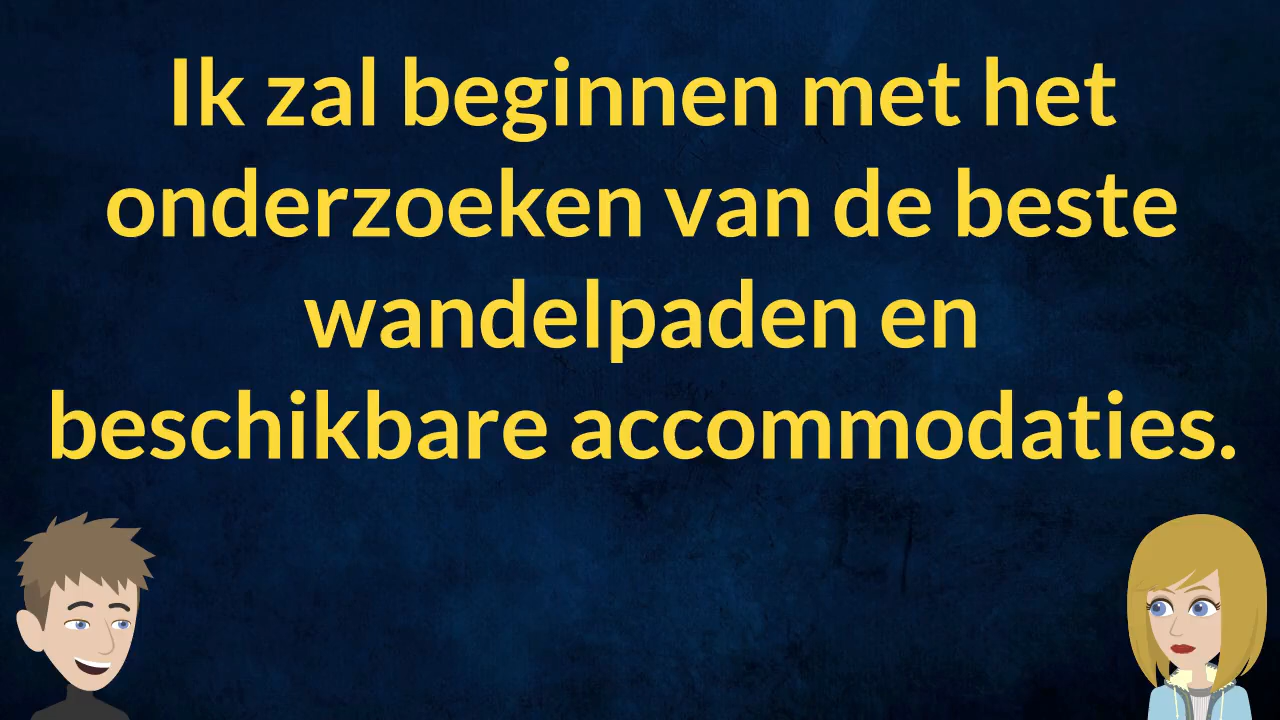 Ik zal beginnen met het
onderzoeken van de beste
wandelpaden en
beschikbare accommodaties.